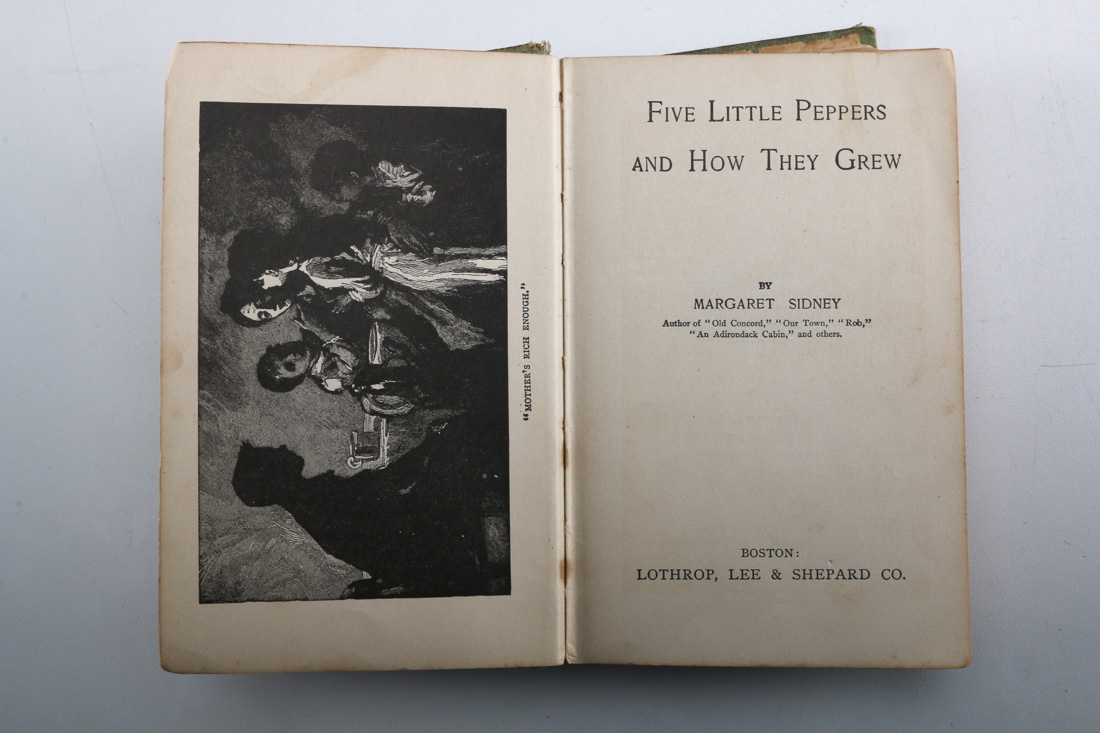 "MOTHER'S RICH ENOUGH."
FIVE LITTLE PEPPERS
AND HOW THEY GREW
BY
MARGARET SIDNEY
Author of "Old Concord," "Our Town," "Rob,"
"An Adirondack Cabin," and others.
BOSTON:
LOTHROP, LEE & SHEPARD CO.